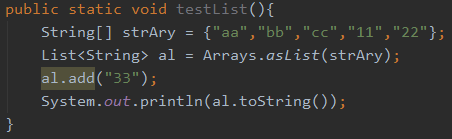 public static void testList(){
String[] strAry = {"aa","bb","cc","11","22"};
List<String> al = Arrays.asList(strAry);
al.add("33");
System.out.println(al.toString());
}